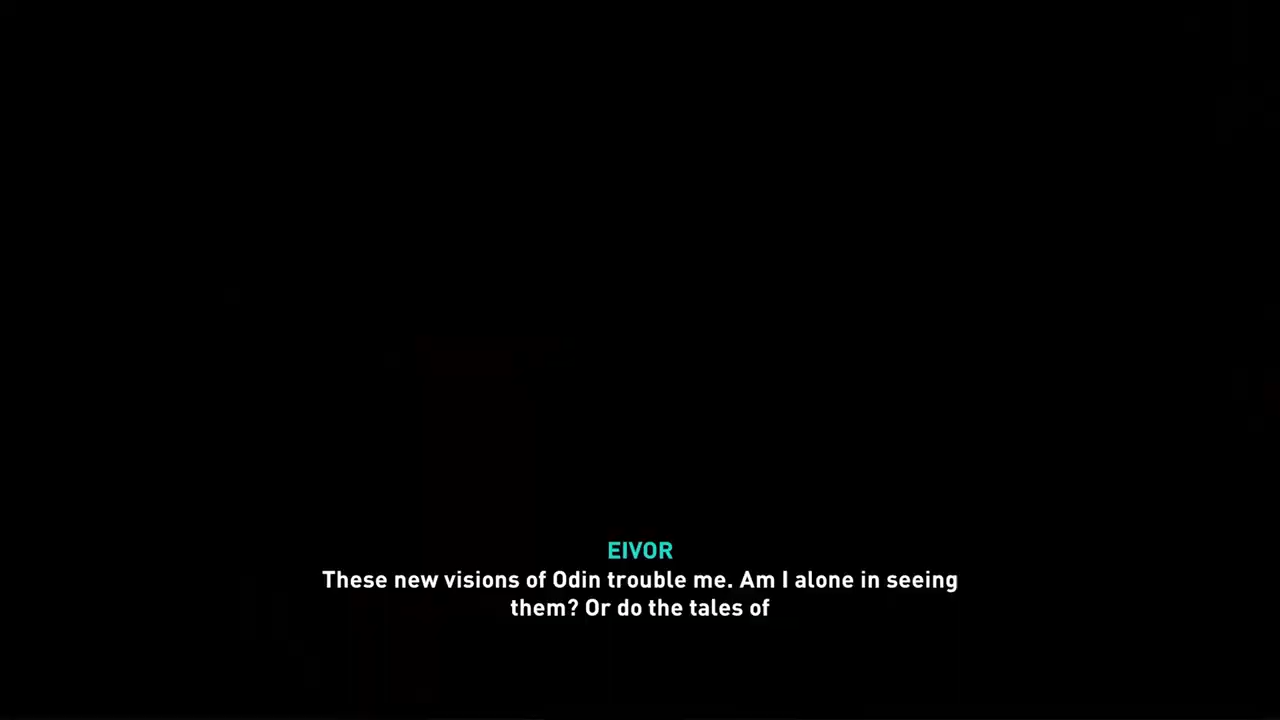 EIVOR
These new visions of Odin trouble me. Am I alone in seeing
them? Or do the tales of